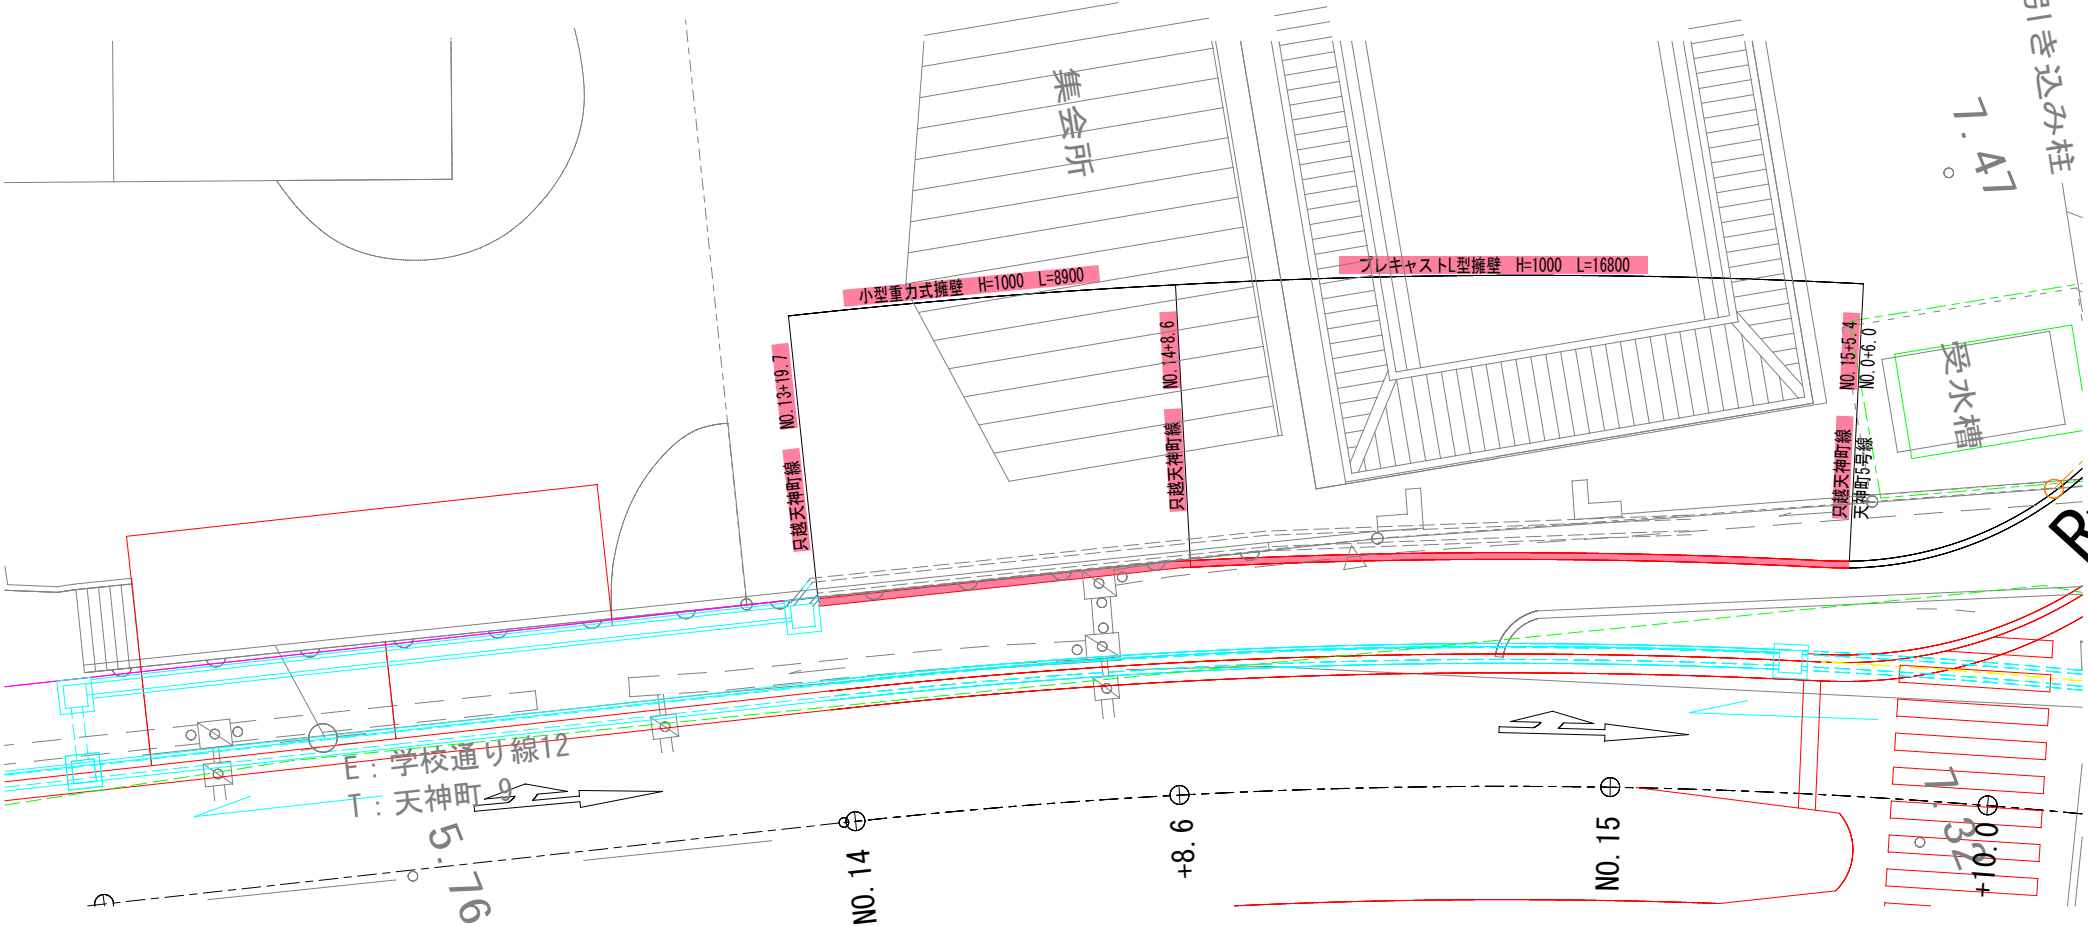 引き込み柱
7.47
集会所
小型重力式擁壁 H=1000 L=8900
プレキャストL型擁壁 H=1000 L=16800
只越天神町線 NO.13+19.7
只越天神町線 NO.14+8.6
只越天神町線 NO.15+5.4
天神町5号線 NO.0+6.0
受水槽
R
E:学校通り線12
T:天神町 9
5.76
NO.14
+8.6
NO.15
+10.0
7.32